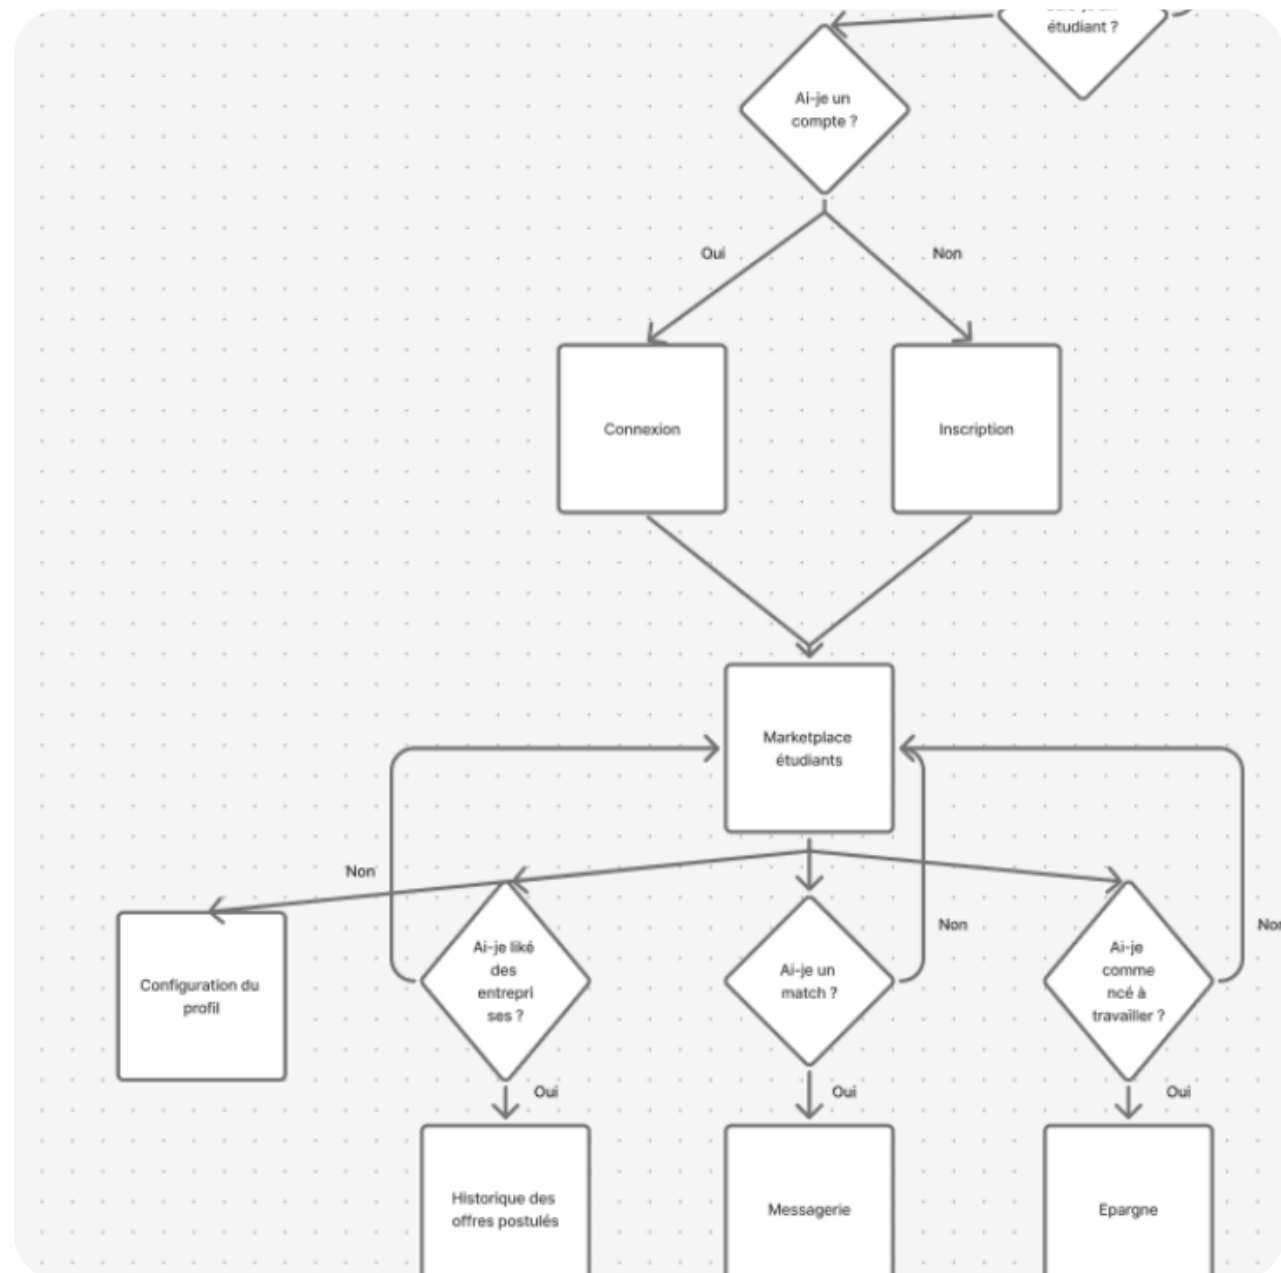 étudiant ?
Ai-je un
compte ?
Oui
Non
Connexion
Inscription
Marketplace
étudiants
Non
Non
Ai-je liké
des
entrepri
ses ?
Ai-je un
match ?
Ai-je
comme
ncé à
travailler ?
Configuration du
profil
Oui
Oui
Oui
Historique des
offres postulés
Messagerie
Epargne